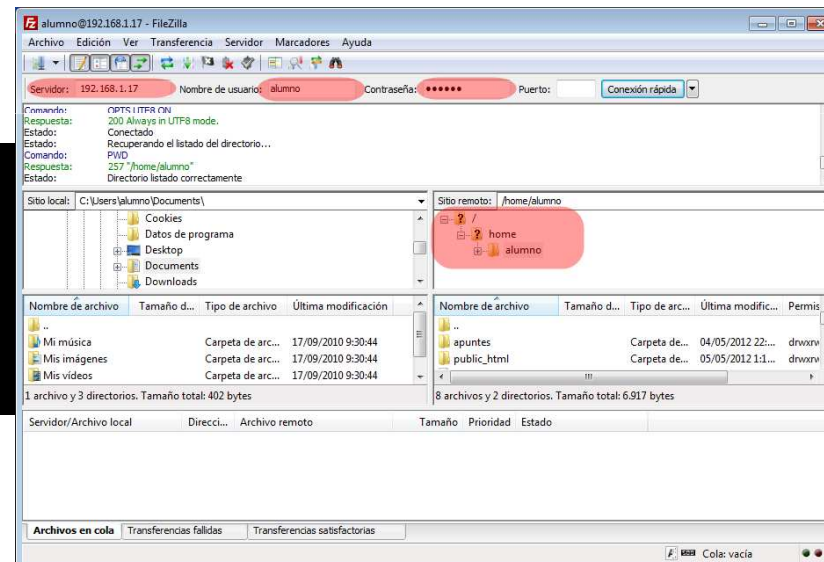 alumno@192.168.1.17 - FileZilla
Archivo Edición Ver Transferencia Servidor Marcadores Ayuda
Servidor: 192.168.1.17 Nombre de usuario: alumno Contraseña: •••••• Puerto: Conexión rápida
Comando: OPTS UTF8 ON
Respuesta: 200 Always in UTF8 mode.
Estado: Conectado
Estado: Recuperando el listado del directorio...
Comando: PWD
Respuesta: 257 "/home/alumno"
Estado: Directorio listado correctamente
Sitio local: C:\Users\alumno\Documents\
Cookies
Datos de programa
Desktop
Documents
Downloads
Sitio remoto: /home/alumno
/
home
alumno
Nombre de archivo Tamaño d... Tipo de archivo Última modificación
..
Mi música Carpeta de arc... 17/09/2010 9:30:44
Mis imágenes Carpeta de arc... 17/09/2010 9:30:44
Mis vídeos Carpeta de arc... 17/09/2010 9:30:44
1 archivo y 3 directorios. Tamaño total: 402 bytes
Nombre de archivo Tamaño d... Tipo de arc... Última modific... Permis
..
apuntes Carpeta de... 04/05/2012 22:... drwxrw
public_html Carpeta de... 05/05/2012 1:1... drwxrw
8 archivos y 2 directorios. Tamaño total: 6.917 bytes
Servidor/Archivo local Direcci... Archivo remoto Tamaño Prioridad Estado
Archivos en cola Transferencias fallidas Transferencias satisfactorias
Cola: vacía